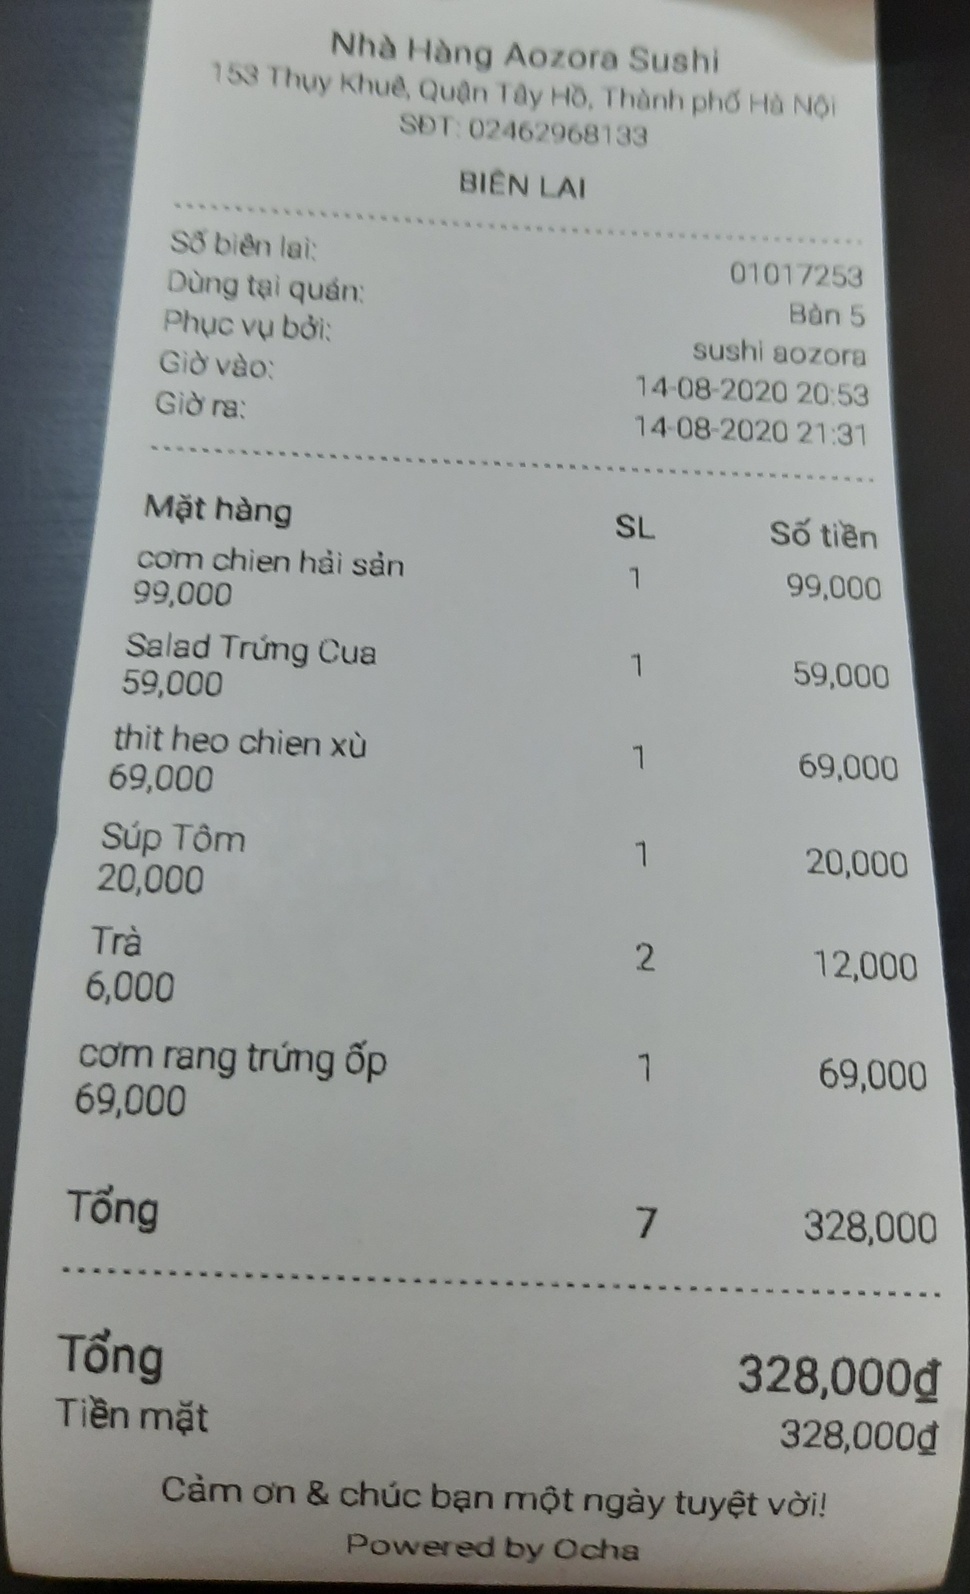 Nhà Hàng Aozora Sushi
153 Thụy Khuê, Quận Tây Hồ, Thành phố Hà Nội
SĐT: 02462968133
BIÊN LAI
Số biên lai: 01017253
Dùng tại quán: Bàn 5
Phục vụ bởi: sushi aozora
Giờ vào: 14-08-2020 20:53
Giờ ra: 14-08-2020 21:31
Mặt hàng SL Số tiền
cơm chien hải sản 1 99,000
99,000
Salad Trứng Cua 1 59,000
59,000
thit heo chien xù 1 69,000
69,000
Súp Tôm 1 20,000
20,000
Trà 2 12,000
6,000
cơm rang trứng ốp 1 69,000
69,000
Tổng 7 328,000
Tổng 328,000₫
Tiền mặt 328,000₫
Cảm ơn & chúc bạn một ngày tuyệt vời!
Powered by Ocha